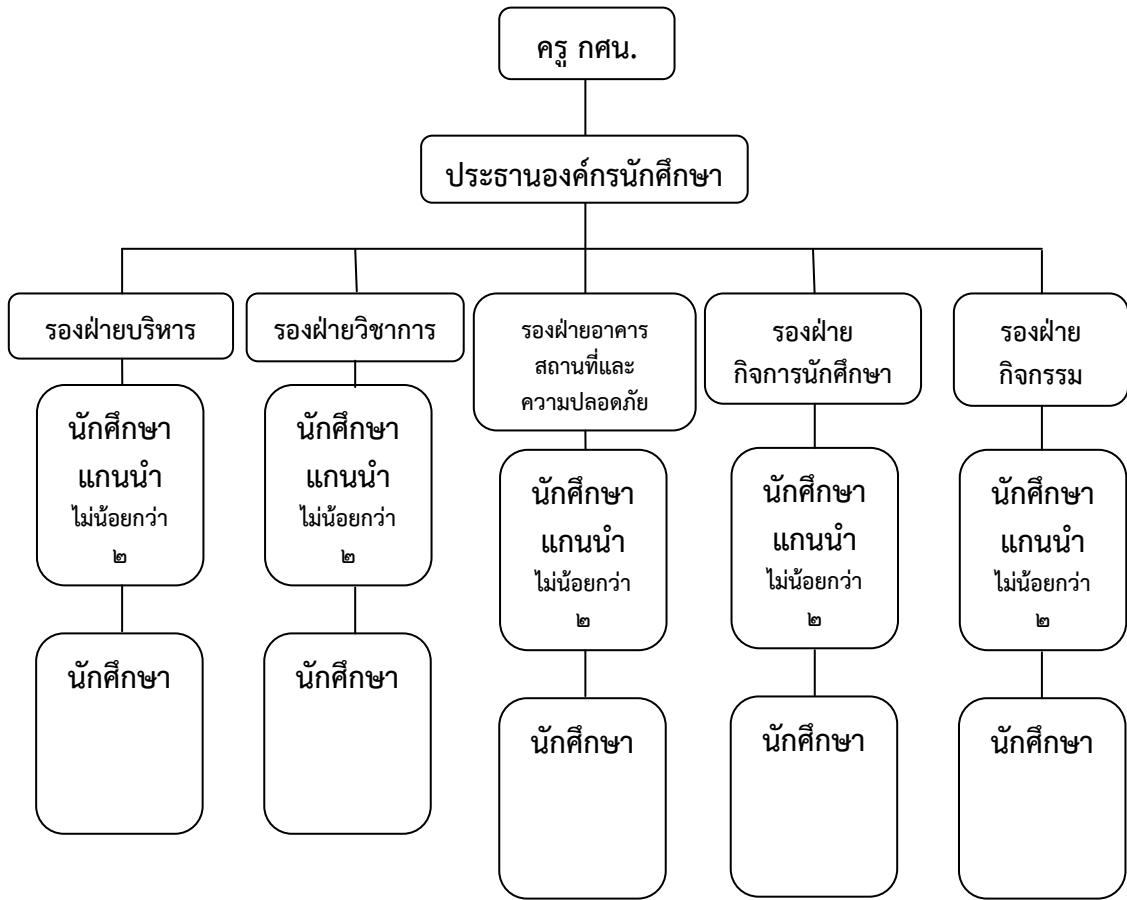 ครู กศน.
ประธานองค์กรนักศึกษา
รองฝ่ายบริหาร
รองฝ่ายวิชาการ
รองฝ่ายอาคาร
สถานที่และ
ความปลอดภัย
รองฝ่าย
กิจการนักศึกษา
รองฝ่าย
กิจกรรม
นักศึกษา
แกนนำ
ไม่น้อยกว่า
๒
นักศึกษา
แกนนำ
ไม่น้อยกว่า
๒
นักศึกษา
แกนนำ
ไม่น้อยกว่า
๒
นักศึกษา
แกนนำ
ไม่น้อยกว่า
๒
นักศึกษา
แกนนำ
ไม่น้อยกว่า
๒
นักศึกษา
นักศึกษา
นักศึกษา
นักศึกษา
นักศึกษา